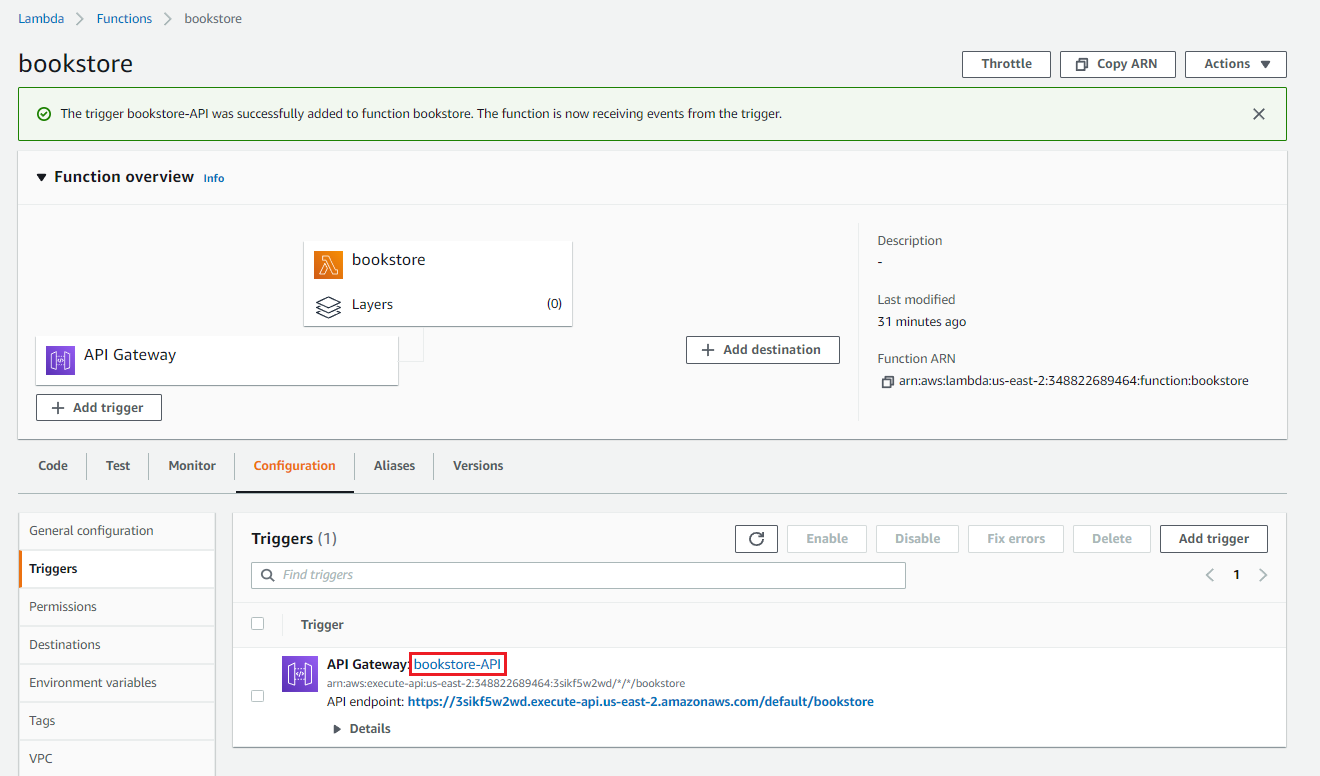 Lambda > Functions > bookstore
bookstore
Throttle Copy ARN Actions
The trigger bookstore-API was successfully added to function bookstore. The function is now receiving events from the trigger.
Function overview Info
bookstore
Layers (0)
API Gateway
+ Add trigger
+ Add destination
Description
-
Last modified
31 minutes ago
Function ARN
arn:aws:lambda:us-east-2:348822689464:function:bookstore
Code Test Monitor Configuration Aliases Versions
General configuration
Triggers
Permissions
Destinations
Environment variables
Tags
VPC
Triggers (1)
Enable Disable Fix errors Delete Add trigger
Find triggers
< 1 >
Trigger
API Gateway: bookstore-API
arn:aws:execute-api:us-east-2:348822689464:3sikf5w2wd/*/*/bookstore
API endpoint: https://3sikf5w2wd.execute-api.us-east-2.amazonaws.com/default/bookstore
Details